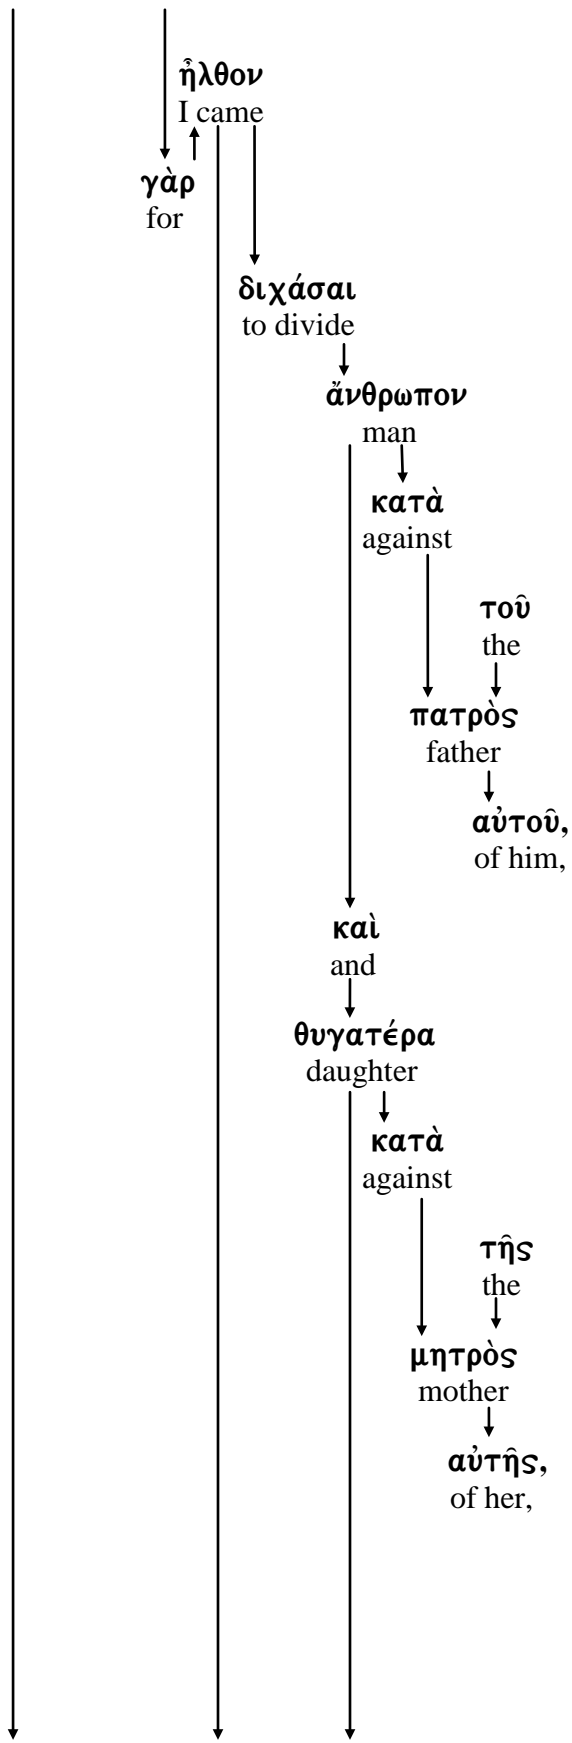 ἦλθον
I came
γὰρ
for
διχάσαι
to divide
ἄνθρωπον
man
κατὰ
against
τοῦ
the
πατρὸς
father
αὐτοῦ,
of him,
καὶ
and
θυγατέρα
daughter
κατὰ
against
τῆς
the
μητρὸς
mother
αὐτῆς,
of her,